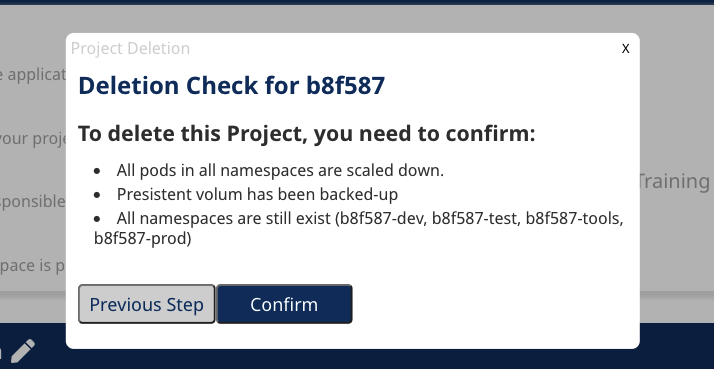 Project Deletion
X
Deletion Check for b8f587
e applicat
To delete this Project, you need to confirm:
your proje
All pods in all namespaces are scaled down.
Training
Presistent volum has been backed-up
sponsible
All namespaces are still exist (b8f587-dev, b8f587-test, b8f587-tools,
b8f587-prod)
pace is p
Previous Step
Confirm